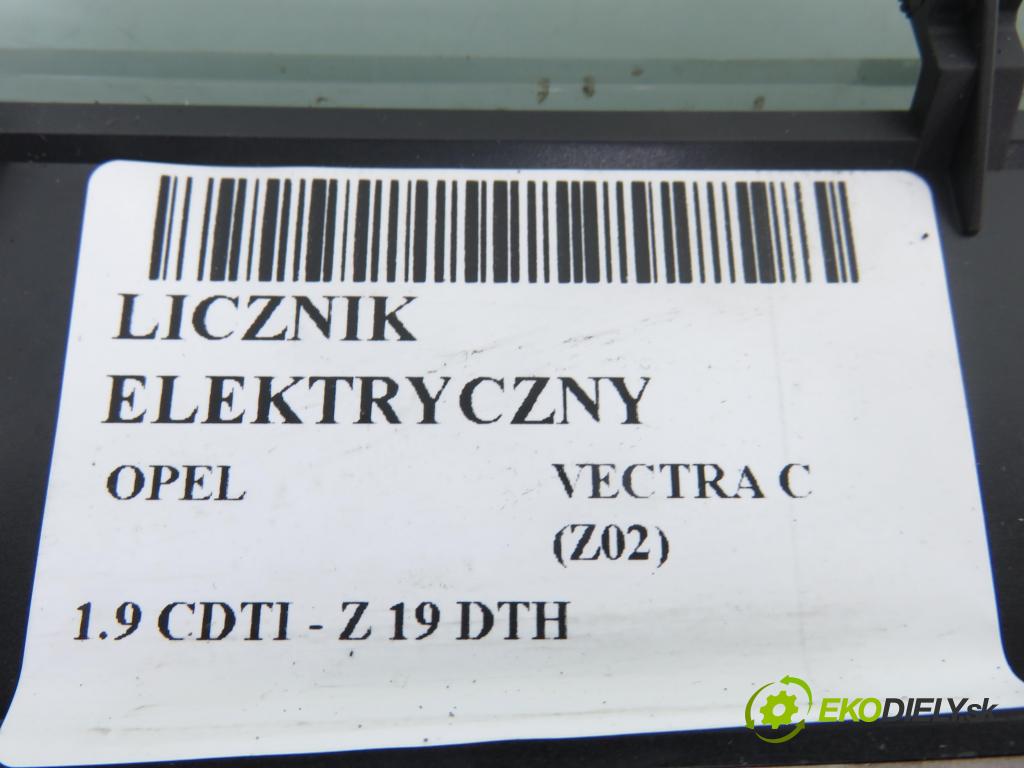 LICZNIK
ELEKTRYCZNY
OPEL VECTRA C
(Z02)
1.9 CDTI - Z 19 DTH
EKODIELY.sk